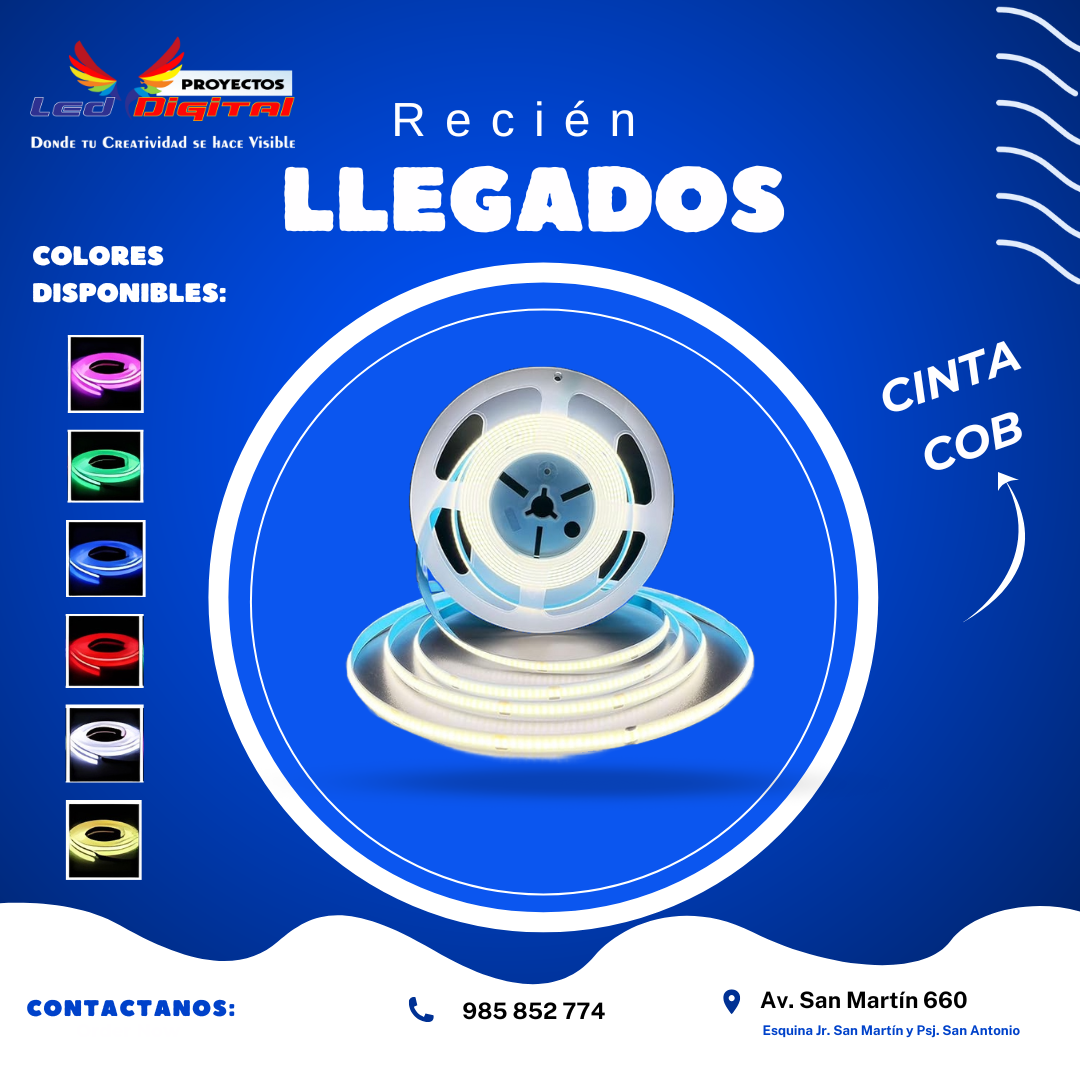 PROYECTOS
Led Digital
Donde tu Creatividad se hace Visible
Recién
LLEGADOS
COLORES
DISPONIBLES:
CINTA
COB
CONTACTANOS:
985 852 774
Av. San Martín 660
Esquina Jr. San Martín y Psj. San Antonio